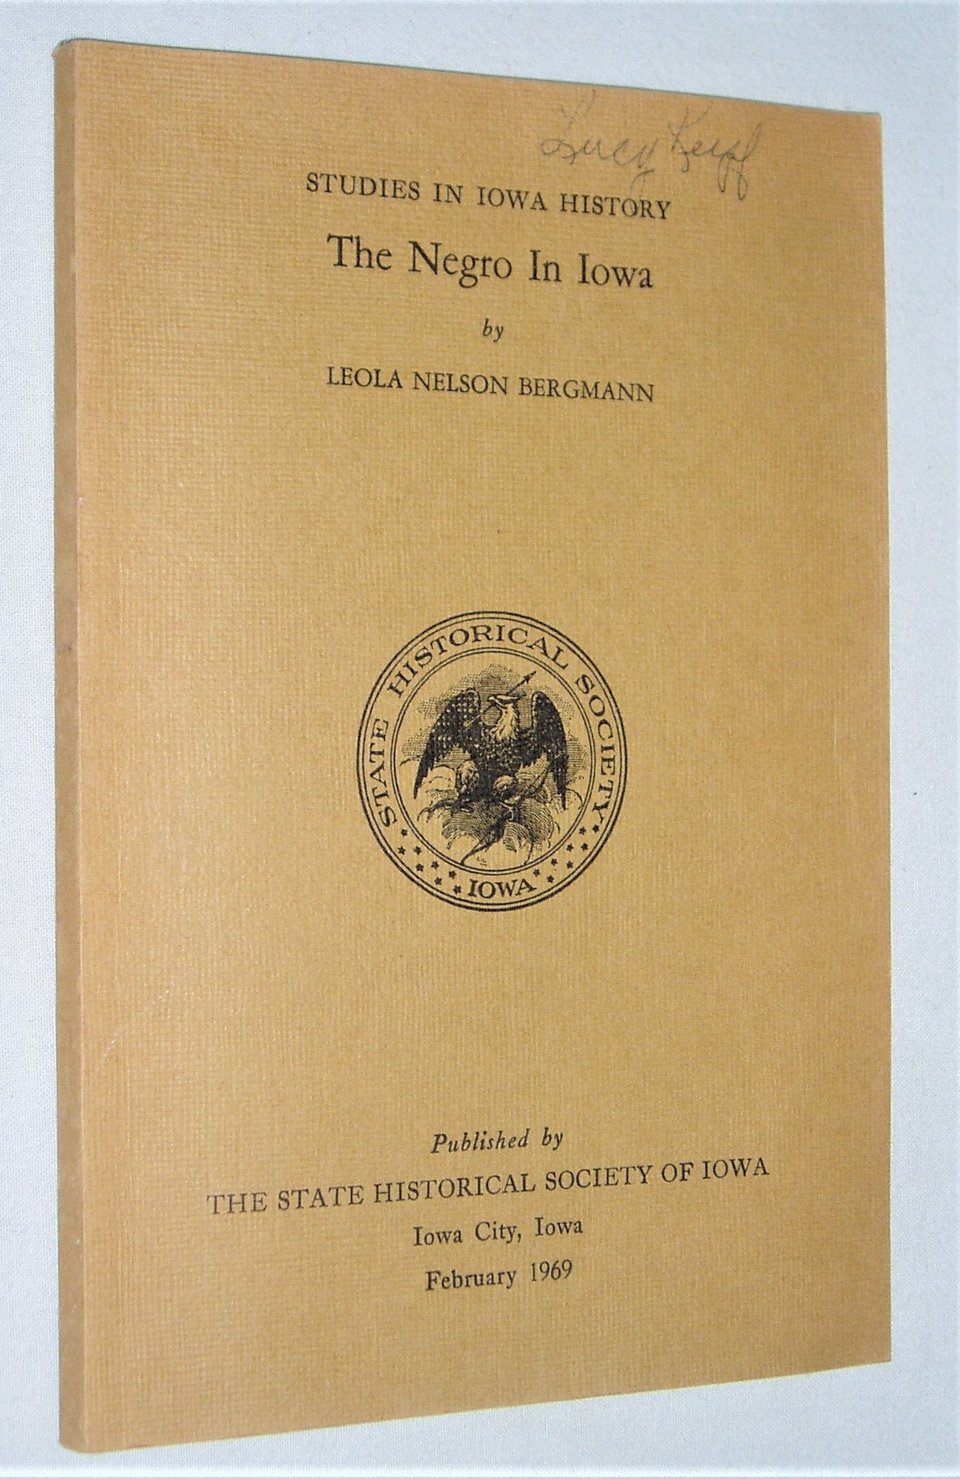 Lucy
STUDIES IN IOWA HISTORY
The Negro In Iowa
by
LEOLA NELSON BERGMANN
STATE HISTORICAL SOCIETY
IOWA
Published by
THE STATE HISTORICAL SOCIETY OF IOWA
Iowa City, Iowa
February 1969